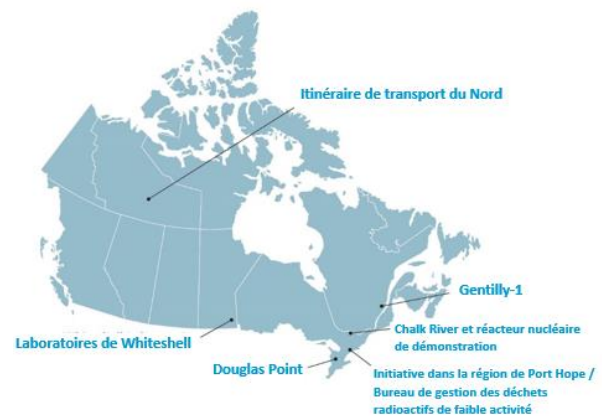 Itinéraire de transport du Nord
Gentilly-1
Chalk River et réacteur nucléaire
de démonstration
Laboratoires de Whiteshell
Douglas Point
Initiative dans la région de Port Hope /
Bureau de gestion des déchets
radioactifs de faible activité